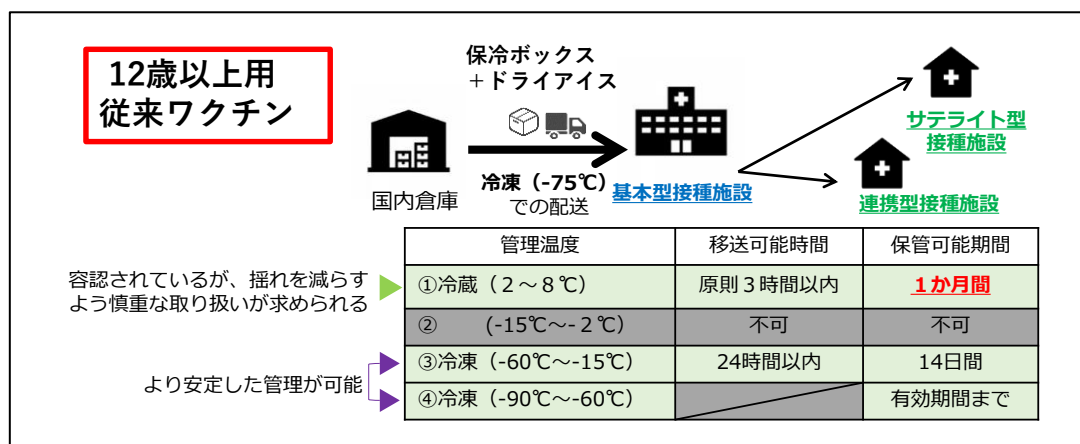 12歳以上用
従来ワクチン
保冷ボックス
＋ドライアイス
国内倉庫
冷凍（-75℃）
での配送
基本型接種施設
サテライト型
接種施設
連携型接種施設
管理温度 移送可能時間 保管可能期間
容認されているが、揺れを減らす
よう慎重な取り扱いが求められる
①冷蔵（２～８℃） 原則３時間以内 １か月間
② (-15℃～-２℃) 不可 不可
③冷凍（-60℃～-15℃） 24時間以内 14日間
より安定した管理が可能
④冷凍（-90℃～-60℃） 有効期間まで